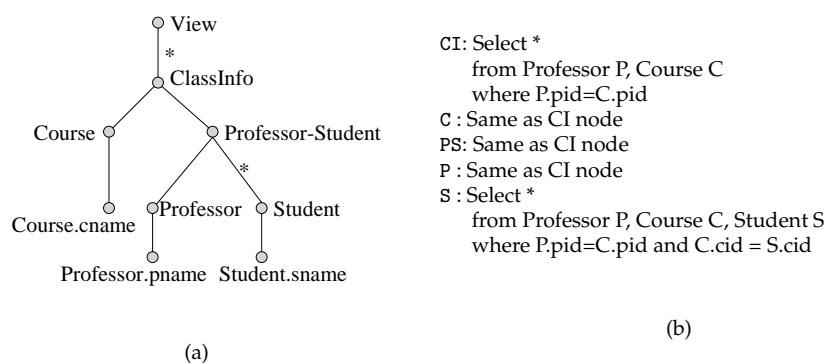 View
*
ClassInfo
Course
Professor-Student
*
Professor
Student
Course.cname
Professor.pname
Student.sname
(a)
CI: Select *
from Professor P, Course C
where P.pid=C.pid
C : Same as CI node
PS: Same as CI node
P : Same as CI node
S : Select *
from Professor P, Course C, Student S
where P.pid=C.pid and C.cid = S.cid
(b)